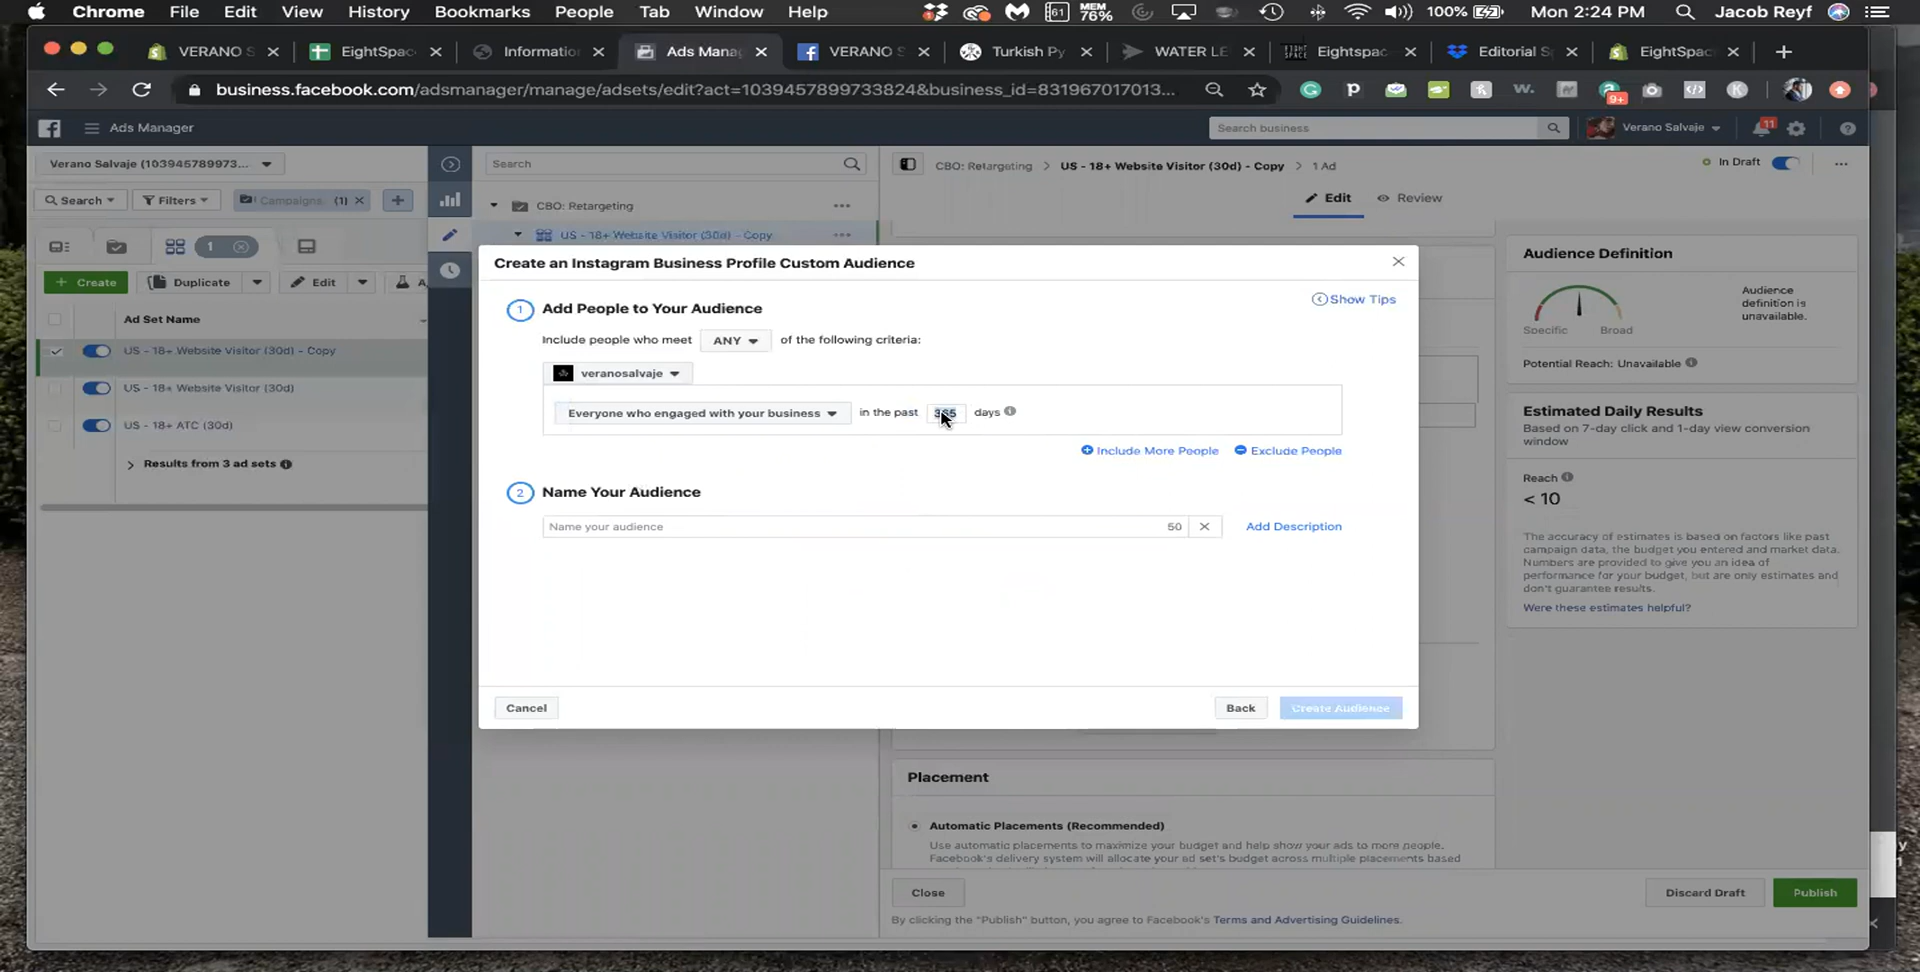 Chrome File Edit View History Bookmarks People Tab Window Help 61 MEM 76% 100% Mon 2:24 PM Jacob Reyf
VERANO S EightSpac Informatio Ads Mana VERANO S Turkish Py WATER LE Eightspac Editorial S EightSpac
business.facebook.com/adsmanager/manage/adsets/edit?act=1039457899733824&business_id=831967017013... 9+
Ads Manager Search business Verano Salvaje 11
Verano Salvaje (103945789973... Search CBO: Retargeting > US - 18+ Website Visitor (30d) - Copy > 1 Ad In Draft
Search Filters Campaigns (1) CBO: Retargeting Edit Review
US - 18+ Website Visitor (30d) - Copy
1
Create Duplicate Edit A
Ad Set Name
US - 18+ Website Visitor (30d) - Copy
US - 18+ Website Visitor (30d)
US - 18+ ATC (30d)
Results from 3 ad sets
Create an Instagram Business Profile Custom Audience
Show Tips
1 Add People to Your Audience
Include people who meet ANY of the following criteria:
veranosalvaje
Everyone who engaged with your business in the past 365 days
Include More People Exclude People
2 Name Your Audience
Name your audience 50 Add Description
Cancel Back Create Audience
Audience Definition
Specific Broad
Audience
definition is
unavailable.
Potential Reach: Unavailable
Estimated Daily Results
Based on 7-day click and 1-day view conversion
window
Reach
< 10
The accuracy of estimates is based on factors like past
campaign data, the budget you entered and market data.
Numbers are provided to give you an idea of
performance for your budget, but are only estimates and
don't guarantee results.
Were these estimates helpful?
Placement
Automatic Placements (Recommended)
Use automatic placements to maximize your budget and help show your ads to more people.
Facebook's delivery system will allocate your ad set's budget across multiple placements based
Close Discard Draft Publish
By clicking the "Publish" button, you agree to Facebook's Terms and Advertising Guidelines.